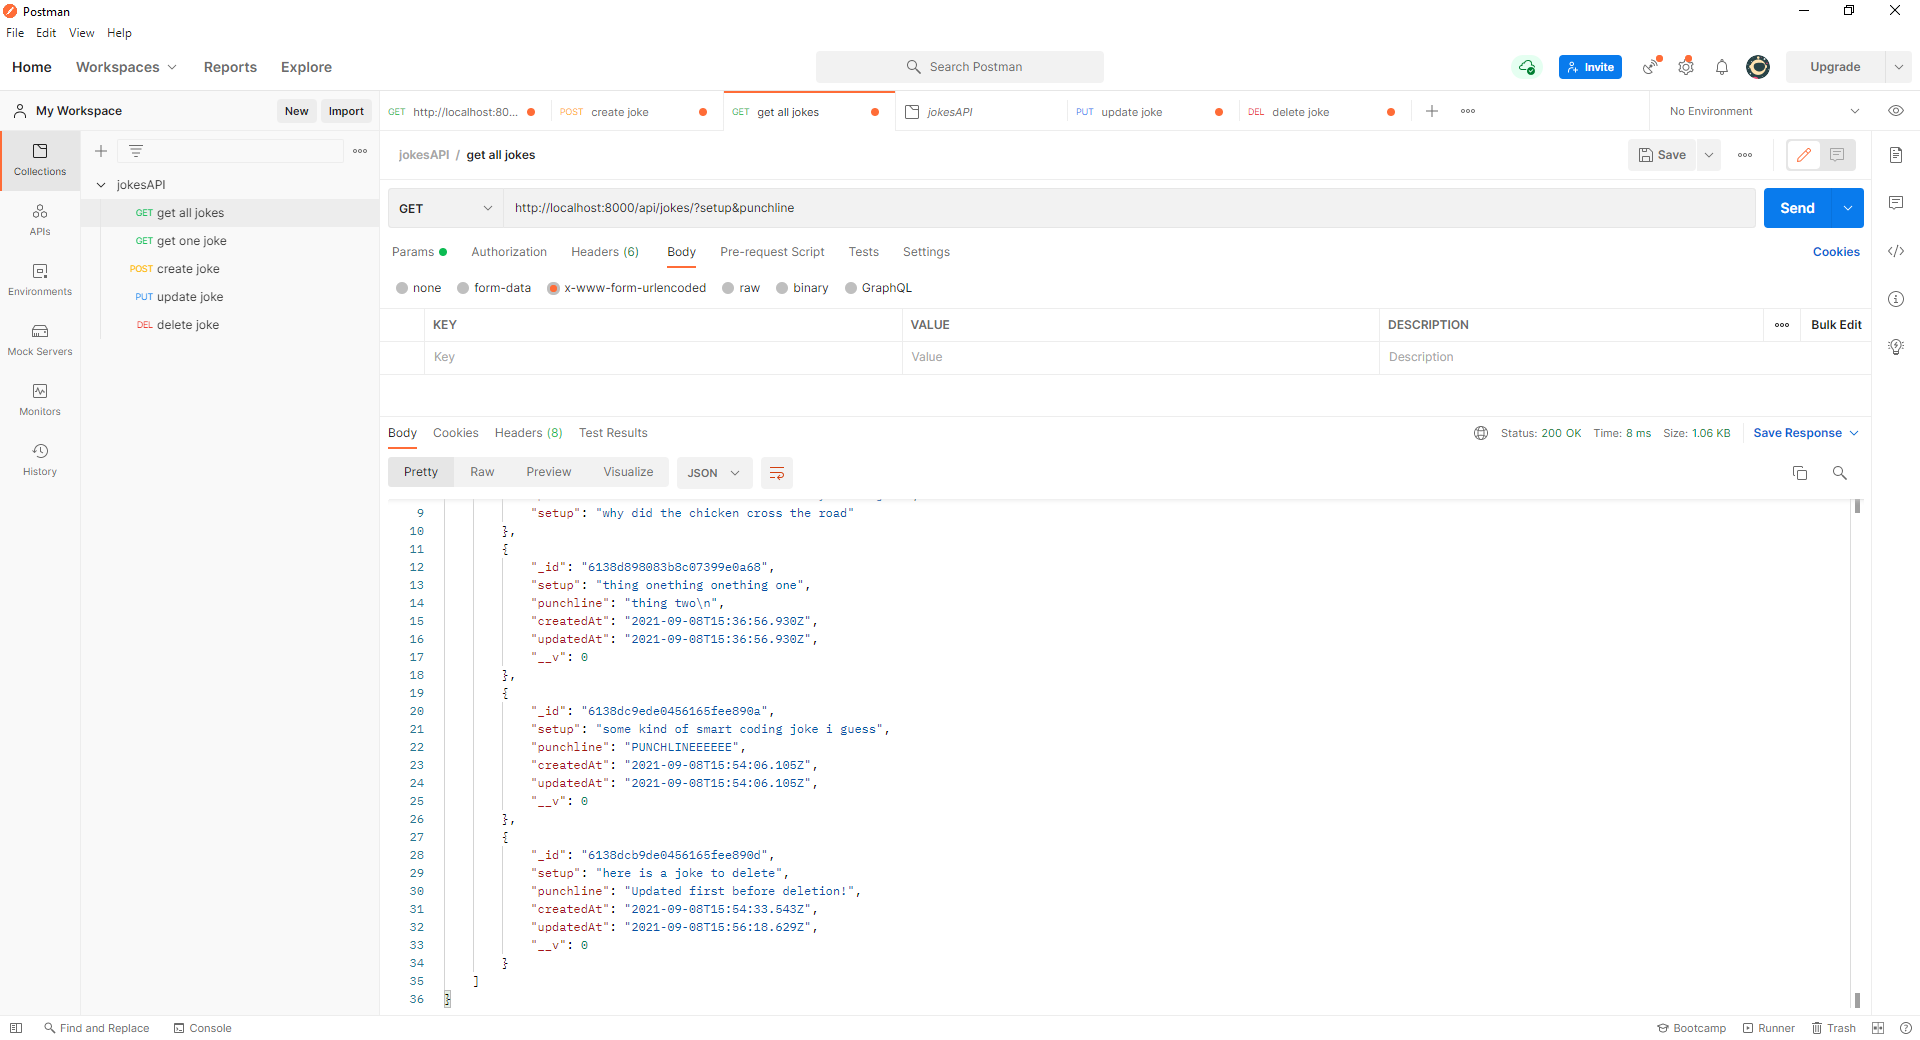 Postman
File Edit View Help
Home Workspaces Reports Explore
Search Postman
Invite
Upgrade
My Workspace
New Import
GET http://localhost:80... POST create joke GET get all jokes jokesAPI PUT update joke DEL delete joke
No Environment
Collections
APIs
Environments
Mock Servers
Monitors
History
jokesAPI
GET get all jokes
GET get one joke
POST create joke
PUT update joke
DEL delete joke
jokesAPI / get all jokes
Save
GET http://localhost:8000/api/jokes/?setup&punchline
Send
Params Authorization Headers (6) Body Pre-request Script Tests Settings Cookies
none form-data x-www-form-urlencoded raw binary GraphQL
KEY VALUE DESCRIPTION Bulk Edit
Key Value Description
Body Cookies Headers (8) Test Results
Status: 200 OK Time: 8 ms Size: 1.06 KB Save Response
Pretty Raw Preview Visualize JSON
9 "setup": "why did the chicken cross the road"
10 },
11 {
12 "_id": "6138d898083b8c07399e0a68",
13 "setup": "thing onething onething one",
14 "punchline": "thing two\n",
15 "createdAt": "2021-09-08T15:36:56.930Z",
16 "updatedAt": "2021-09-08T15:36:56.930Z",
17 "__v": 0
18 },
19 {
20 "_id": "6138dc9ede0456165fee890a",
21 "setup": "some kind of smart coding joke i guess",
22 "punchline": "PUNCHLINEEEEEE",
23 "createdAt": "2021-09-08T15:54:06.105Z",
24 "updatedAt": "2021-09-08T15:54:06.105Z",
25 "__v": 0
26 },
27 {
28 "_id": "6138dcb9de0456165fee890d",
29 "setup": "here is a joke to delete",
30 "punchline": "Updated first before deletion!",
31 "createdAt": "2021-09-08T15:54:33.543Z",
32 "updatedAt": "2021-09-08T15:56:18.629Z",
33 "__v": 0
34 }
35 ]
36 }
Find and Replace Console
Bootcamp Runner Trash